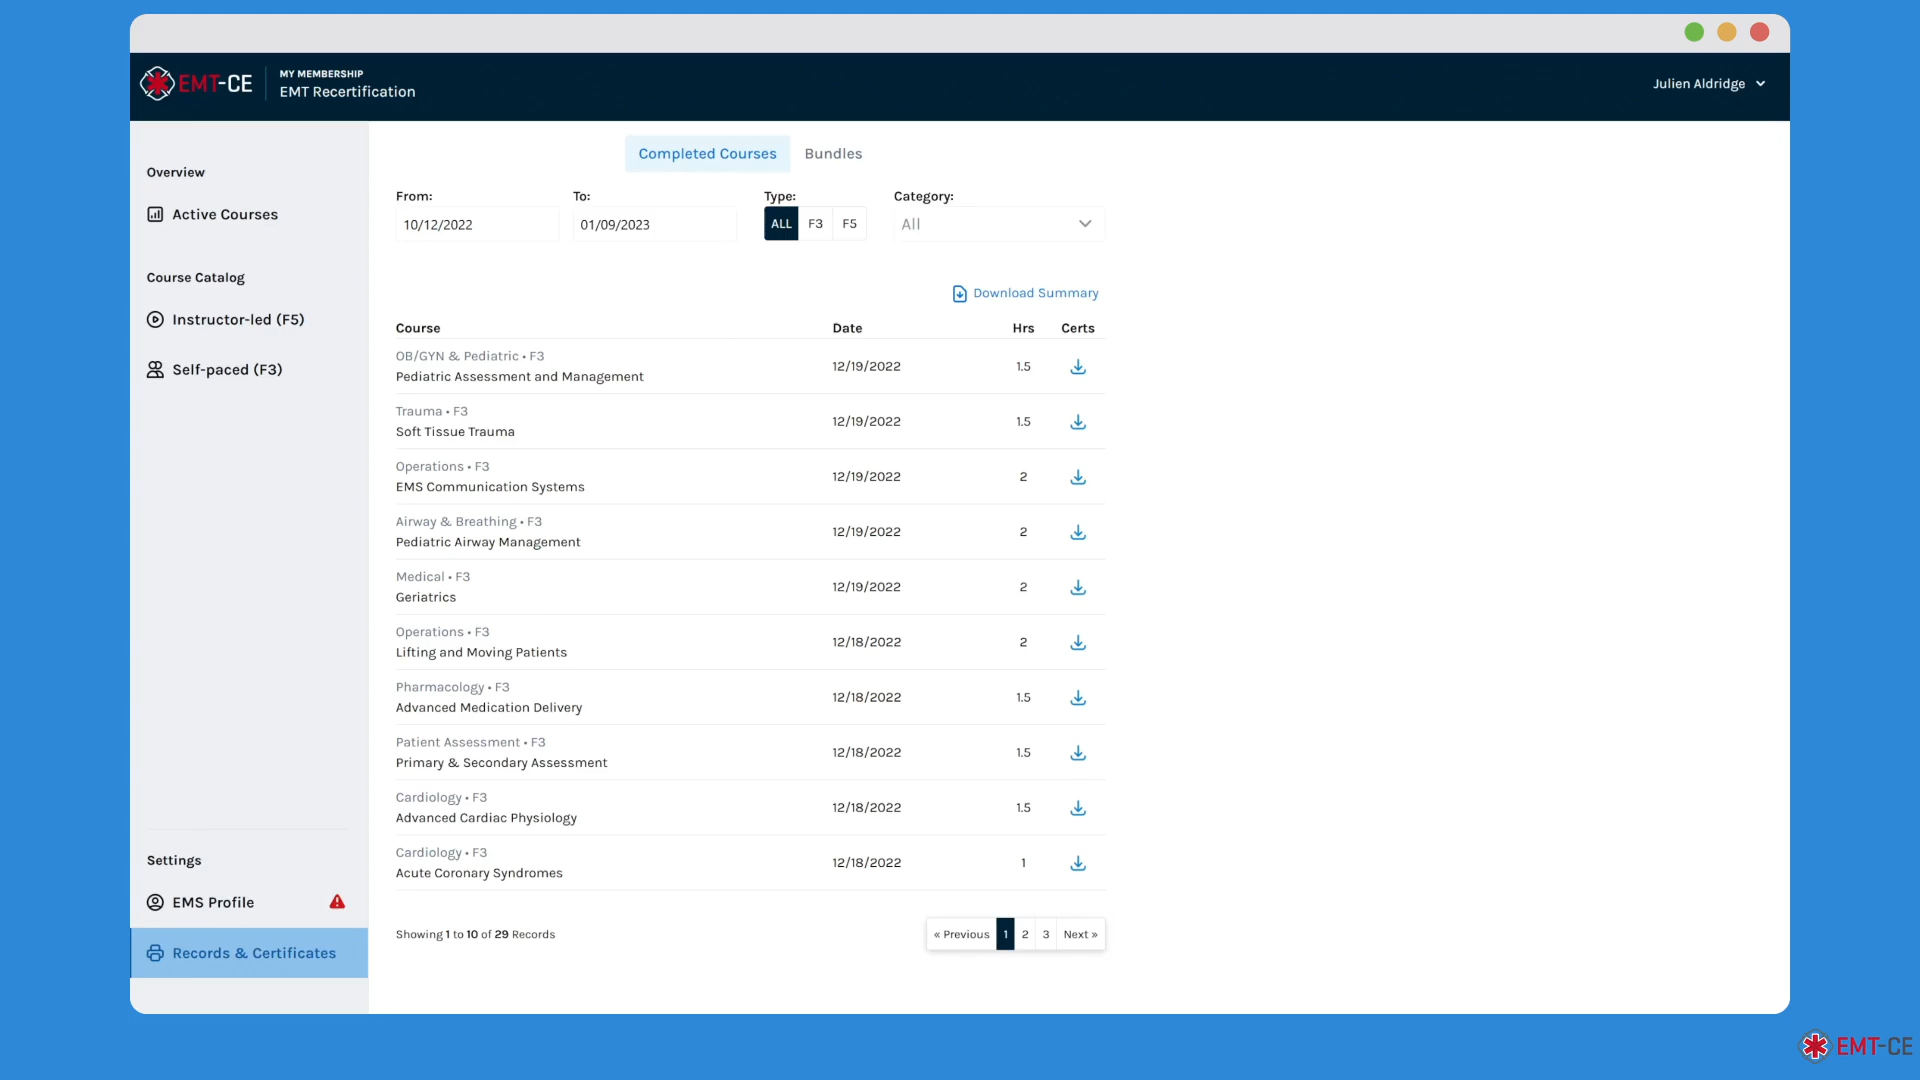 EMT-CE
MY MEMBERSHIP
EMT Recertification
Julien Aldridge
Overview
Active Courses
Course Catalog
Instructor-led (F5)
Self-paced (F3)
Settings
EMS Profile
Records & Certificates
Completed Courses Bundles
From: To: Type: Category:
10/12/2022 01/09/2023 ALL F3 F5 All
Download Summary
Course Date Hrs Certs
OB/GYN & Pediatric • F3
Pediatric Assessment and Management 12/19/2022 1.5
Trauma • F3
Soft Tissue Trauma 12/19/2022 1.5
Operations • F3
EMS Communication Systems 12/19/2022 2
Airway & Breathing • F3
Pediatric Airway Management 12/19/2022 2
Medical • F3
Geriatrics 12/19/2022 2
Operations • F3
Lifting and Moving Patients 12/18/2022 2
Pharmacology • F3
Advanced Medication Delivery 12/18/2022 1.5
Patient Assessment • F3
Primary & Secondary Assessment 12/18/2022 1.5
Cardiology • F3
Advanced Cardiac Physiology 12/18/2022 1.5
Cardiology • F3
Acute Coronary Syndromes 12/18/2022 1
Showing 1 to 10 of 29 Records « Previous 1 2 3 Next »
EMT-CE